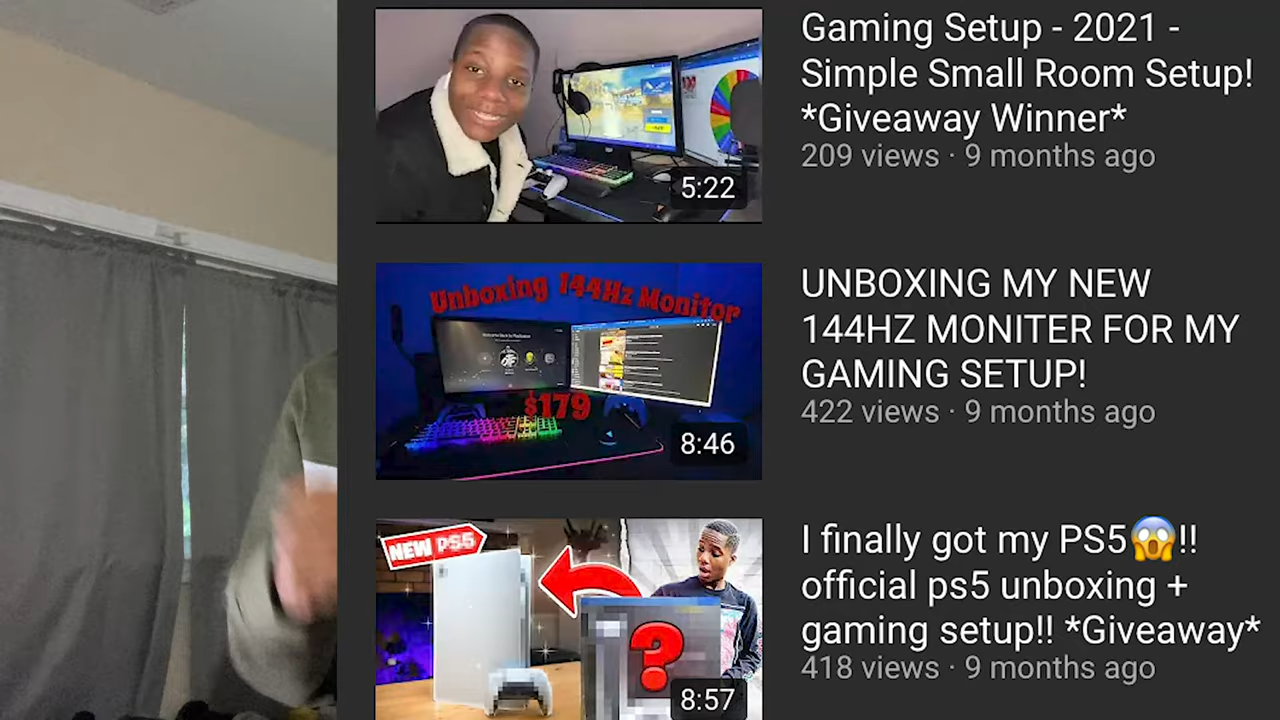 Gaming Setup - 2021 -
Simple Small Room Setup!
*Giveaway Winner*
209 views · 9 months ago
5:22
Unboxing 144Hz Monitor
$179
8:46
UNBOXING MY NEW
144HZ MONITER FOR MY
GAMING SETUP!
422 views · 9 months ago
NEW PS5
?
8:57
I finally got my PS5😱!!
official ps5 unboxing +
gaming setup!! *Giveaway*
418 views · 9 months ago